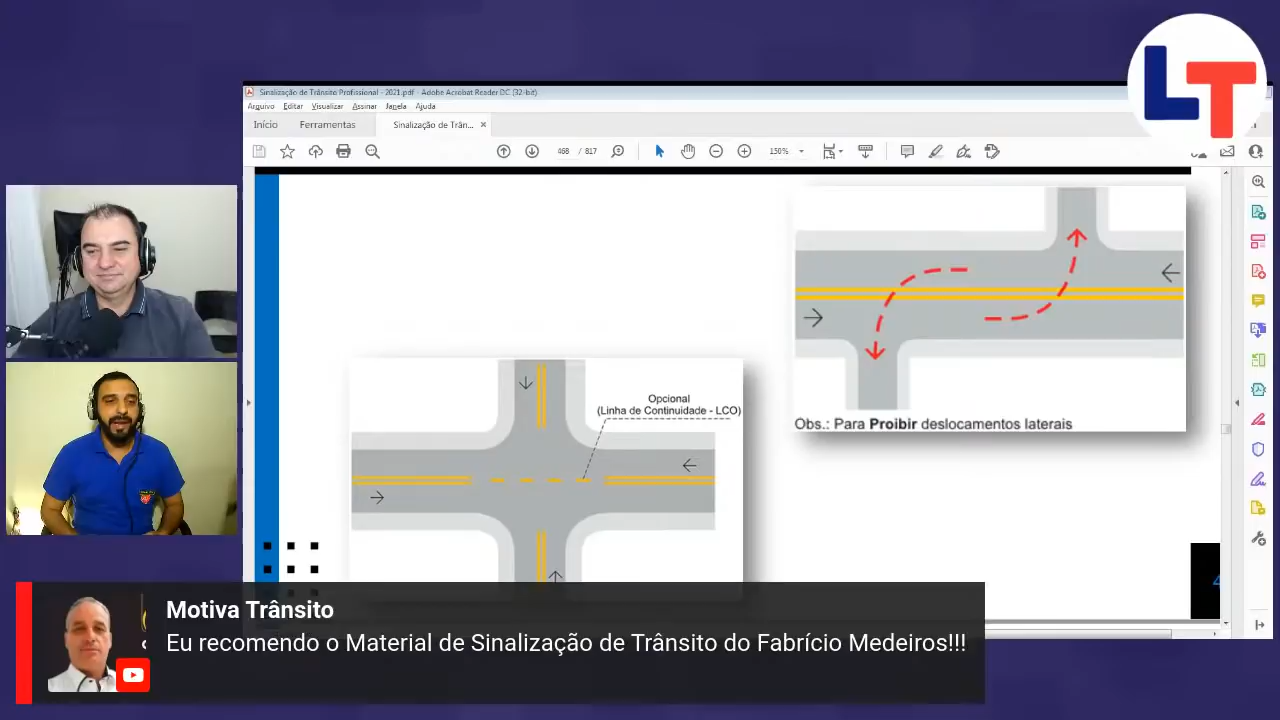 LT
Sinalização de Trânsito Profissional - 2021.pdf - Adobe Acrobat Reader DC (32-bit)
Arquivo Editar Visualizar Assinar Janela Ajuda
Início Ferramentas Sinalização de Trân... ×
468 / 817 150%
Obs.: Para Proibir deslocamentos laterais
Opcional
(Linha de Continuidade - LCO)
Motiva Trânsito
Eu recomendo o Material de Sinalização de Trânsito do Fabrício Medeiros!!!